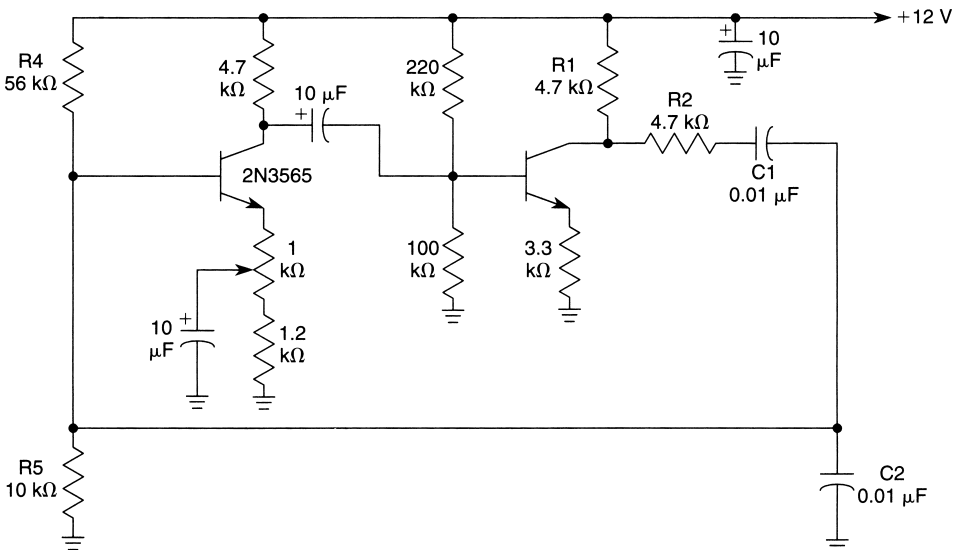 +12 V
R4
56 kΩ
4.7
kΩ
10 µF
+
220
kΩ
R1
4.7 kΩ
+
10
µF
R2
4.7 kΩ
C1
0.01 µF
2N3565
1
kΩ
100
kΩ
3.3
kΩ
+
10
µF
1.2
kΩ
R5
10 kΩ
C2
0.01 µF